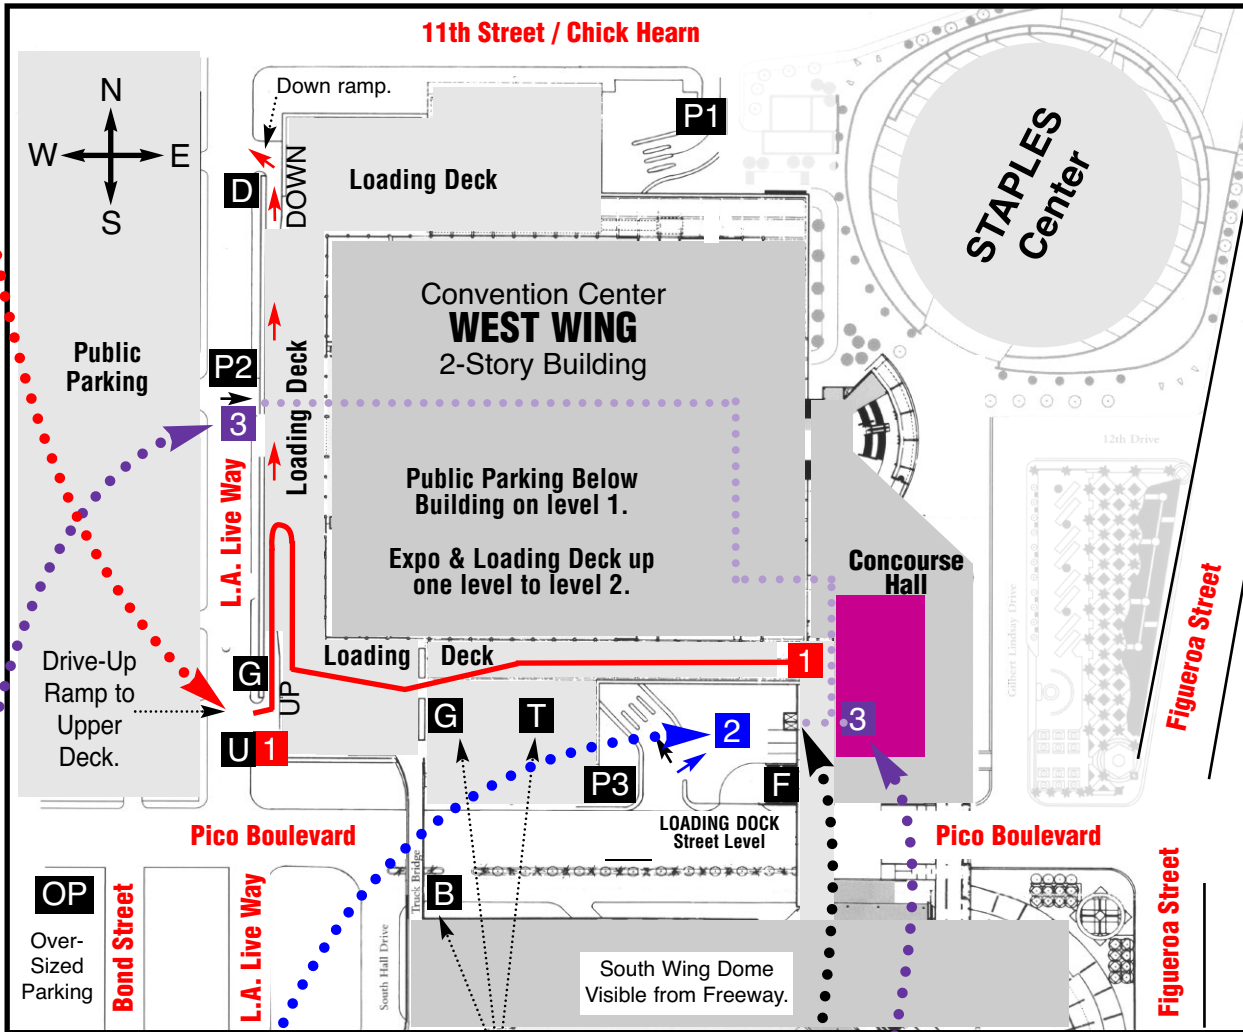 11th Street / Chick Hearn
N
W E
S
Down ramp.
P1
D
DOWN
Loading Deck
STAPLES
Center
Convention Center
WEST WING
2-Story Building
Public
Parking
P2
3
Loading Deck
L.A. Live Way
Public Parking Below
Building on level 1.
Expo & Loading Deck up
one level to level 2.
12th Drive
Concourse
Hall
Gilbert Lindsay Drive
Figueroa Street
Drive-Up
Ramp to
Upper
Deck.
G
UP
U 1
Loading Deck
1
G
T
2
3
P3
F
LOADING DOCK
Street Level
Pico Boulevard
Pico Boulevard
Truck Bridge
B
OP
Over-
Sized
Parking
Bond Street
L.A. Live Way
South Hall Drive
South Wing Dome
Visible from Freeway.
Figueroa Street